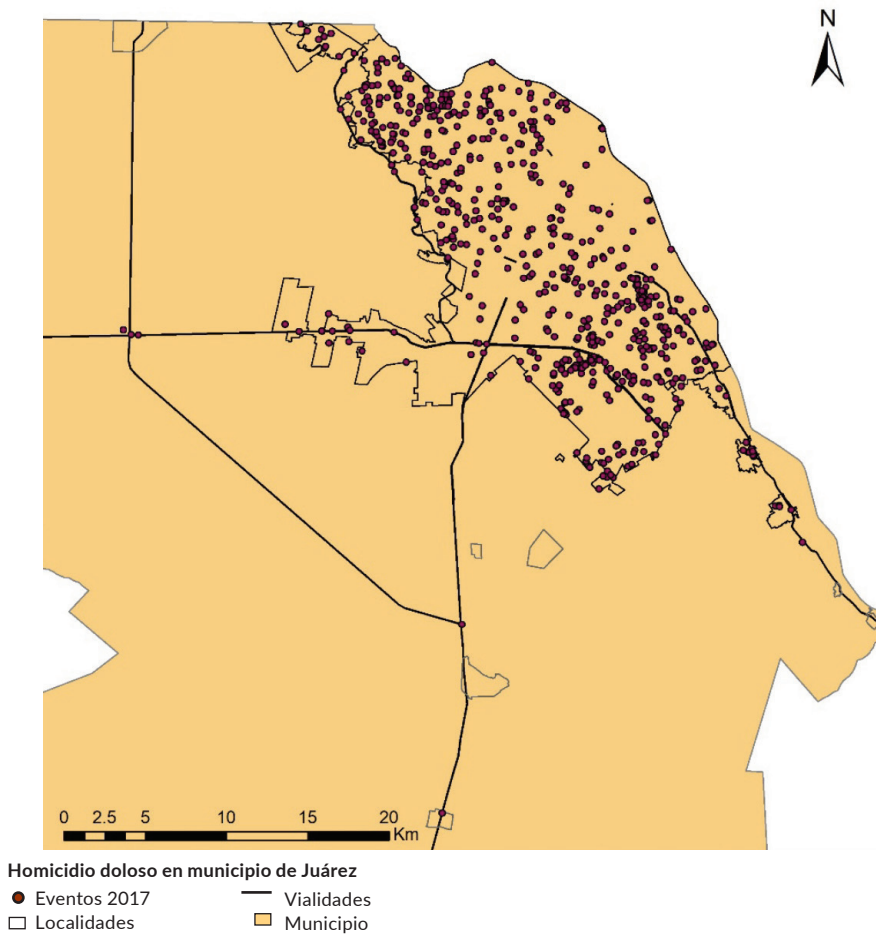 N
0 2.5 5 10 15 20
Km
Homicidio doloso en municipio de Juárez
Eventos 2017 Vialidades
Localidades Municipio